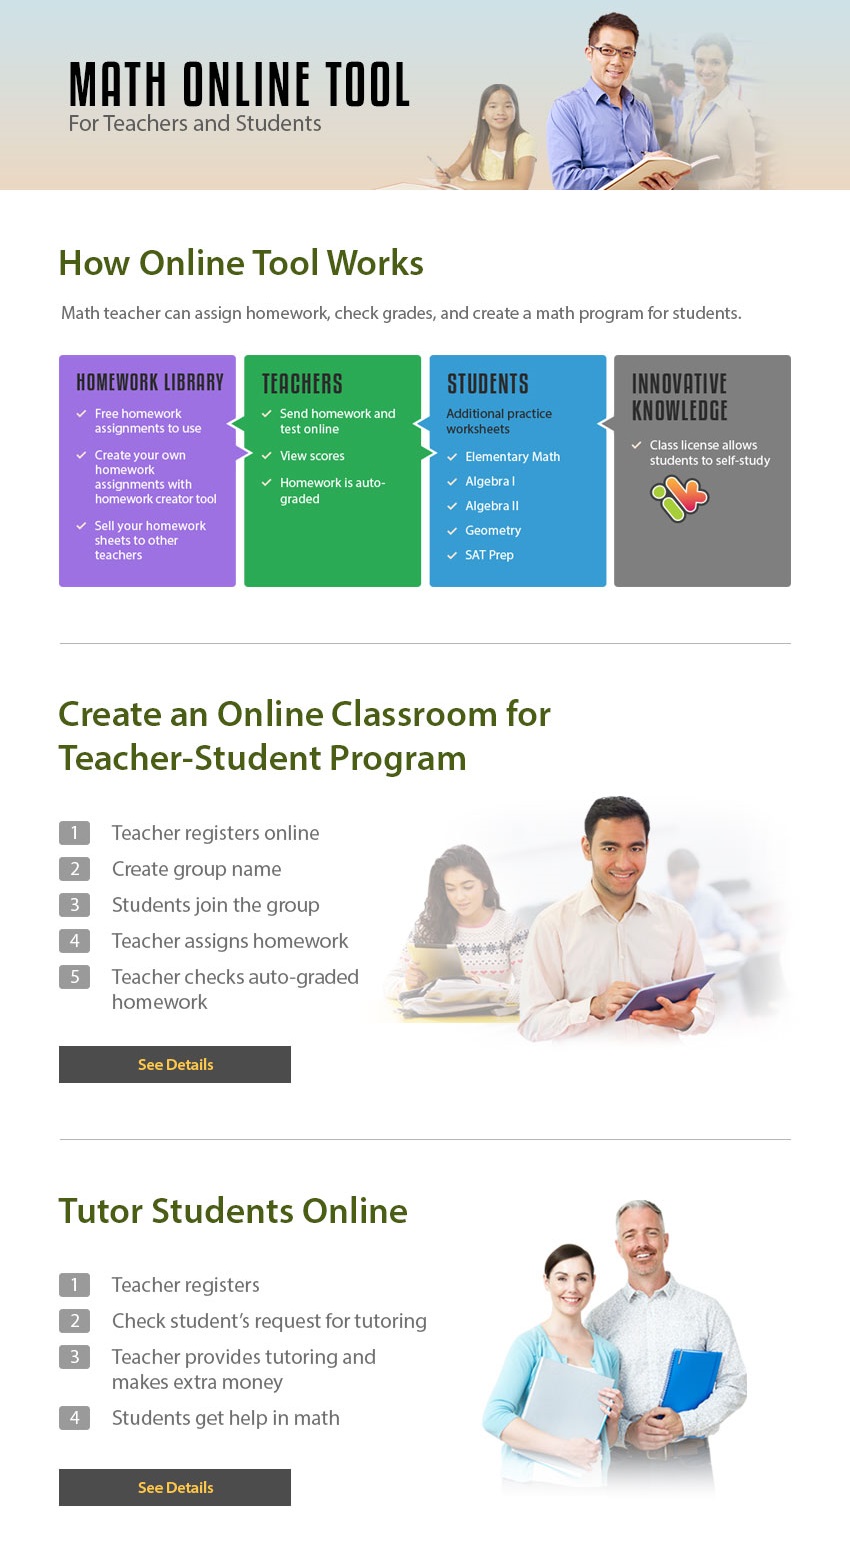 MATH ONLINE TOOL
For Teachers and Students
How Online Tool Works
Math teacher can assign homework, check grades, and create a math program for students.
HOMEWORK LIBRARY
Free homework
assignments to use
Create your own
homework
assignments with
homework creator tool
Sell your homework
sheets to other
teachers
TEACHERS
Send homework and
test online
View scores
Homework is auto-
graded
STUDENTS
Additional practice
worksheets
Elementary Math
Algebra I
Algebra II
Geometry
SAT Prep
INNOVATIVE
KNOWLEDGE
Class license allows
students to self-study
Create an Online Classroom for
Teacher-Student Program
1 Teacher registers online
2 Create group name
3 Students join the group
4 Teacher assigns homework
5 Teacher checks auto-graded
homework
See Details
Tutor Students Online
1 Teacher registers
2 Check student’s request for tutoring
3 Teacher provides tutoring and
makes extra money
4 Students get help in math
See Details